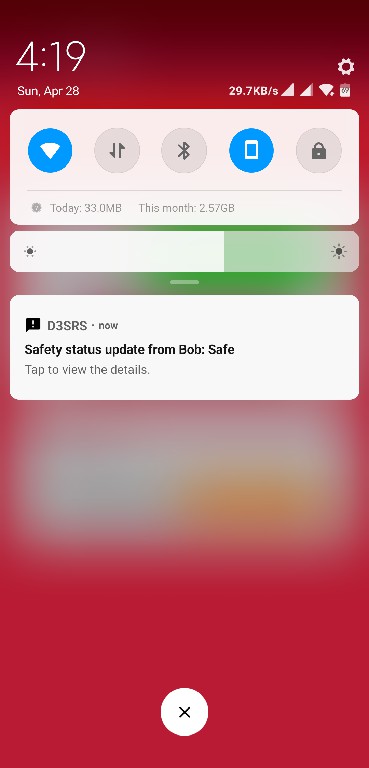 4:19
Sun, Apr 28
29.7KB/s
Today: 33.0MB This month: 2.57GB
D3SRS • now
Safety status update from Bob: Safe
Tap to view the details.